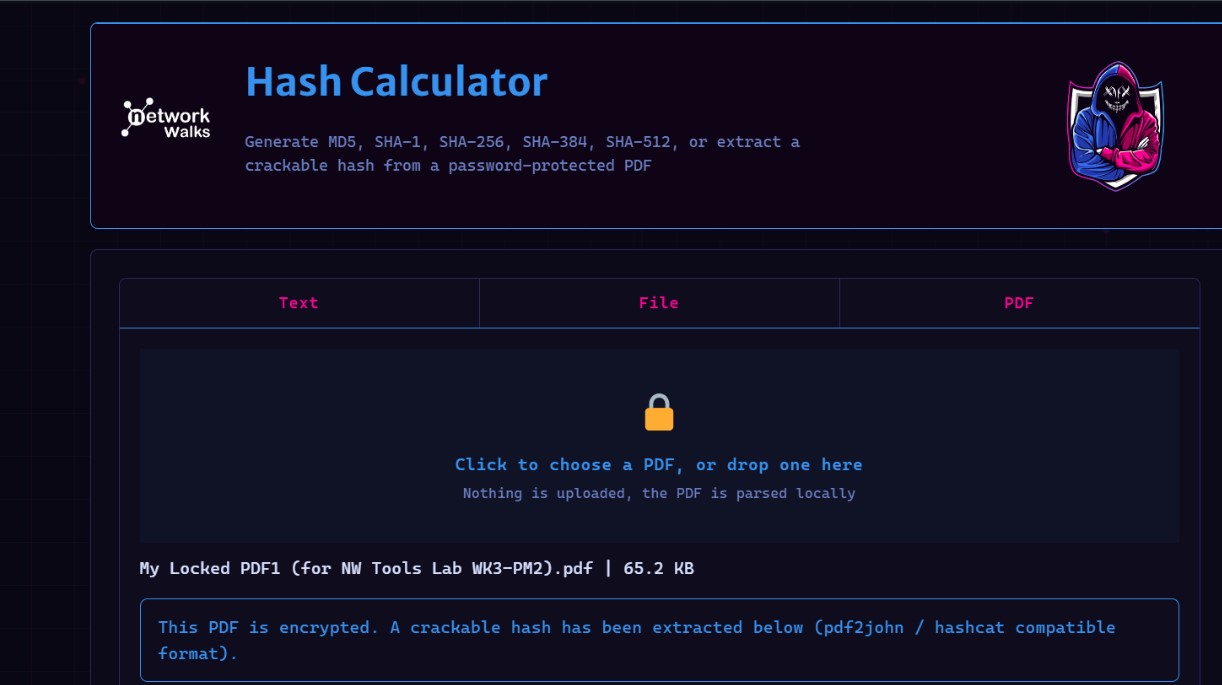 Hash Calculator
network
Walks
Generate MD5, SHA-1, SHA-256, SHA-384, SHA-512, or extract a
crackable hash from a password-protected PDF
Text
File
PDF
Click to choose a PDF, or drop one here
Nothing is uploaded, the PDF is parsed locally
My Locked PDF1 (for NW Tools Lab WK3-PM2).pdf | 65.2 KB
This PDF is encrypted. A crackable hash has been extracted below (pdf2john / hashcat compatible
format).